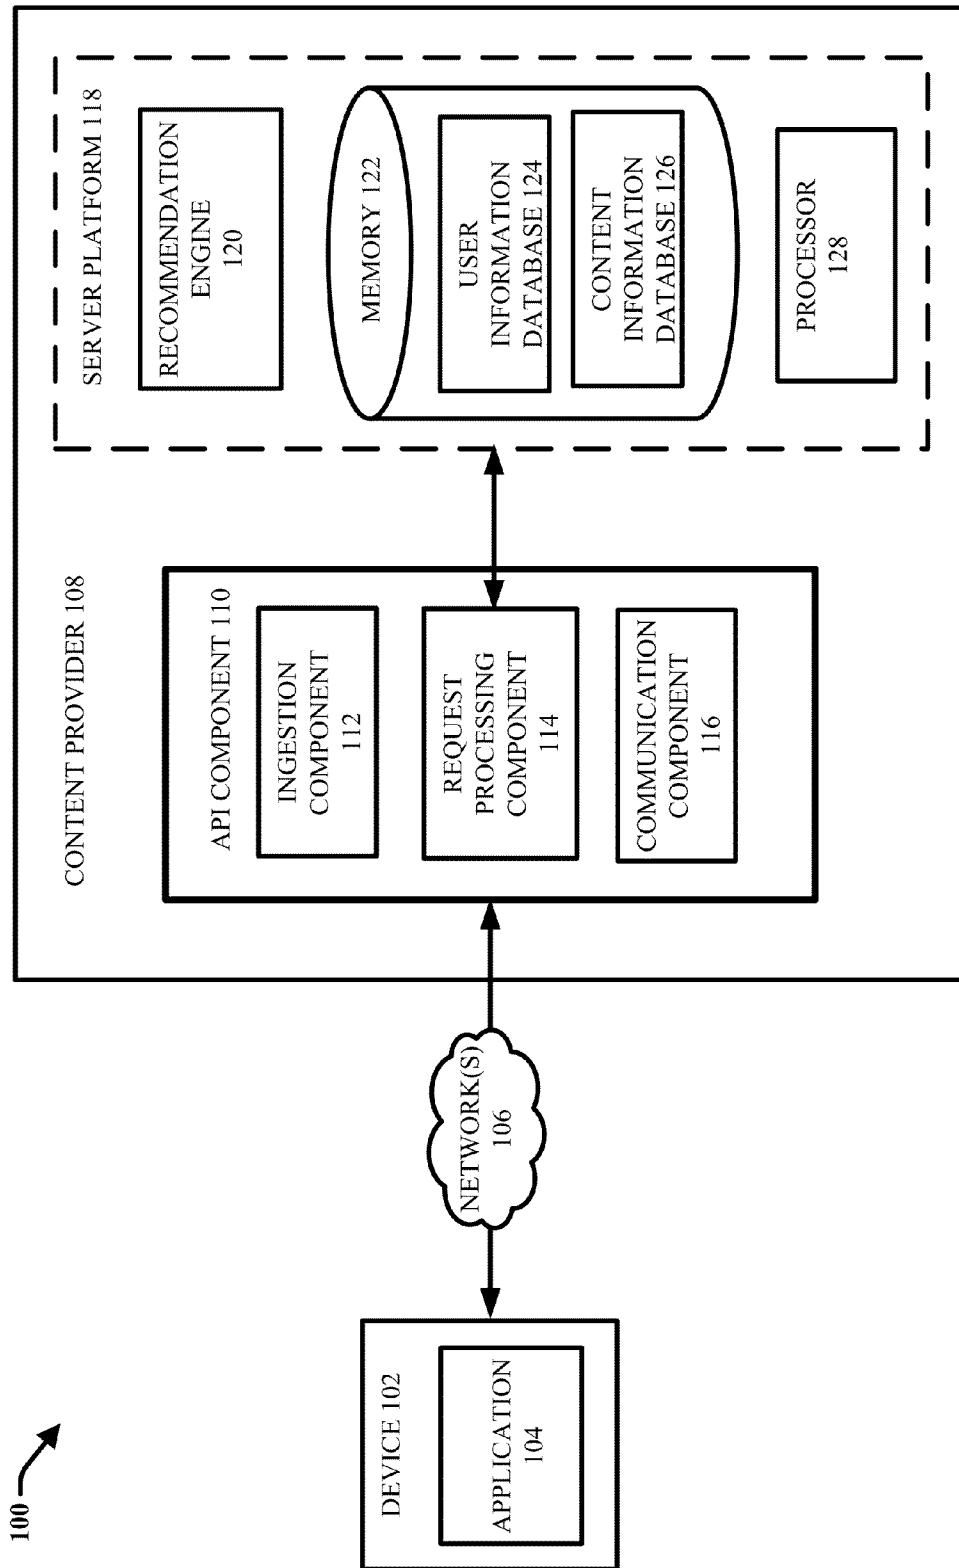 100
DEVICE 102
APPLICATION
104
NETWORK(S)
106
CONTENT PROVIDER 108
API COMPONENT 110
INGESTION
COMPONENT
112
REQUEST
PROCESSING
COMPONENT
114
COMMUNICATION
COMPONENT
116
SERVER PLATFORM 118
RECOMMENDATION
ENGINE
120
MEMORY 122
USER
INFORMATION
DATABASE 124
CONTENT
INFORMATION
DATABASE 126
PROCESSOR
128